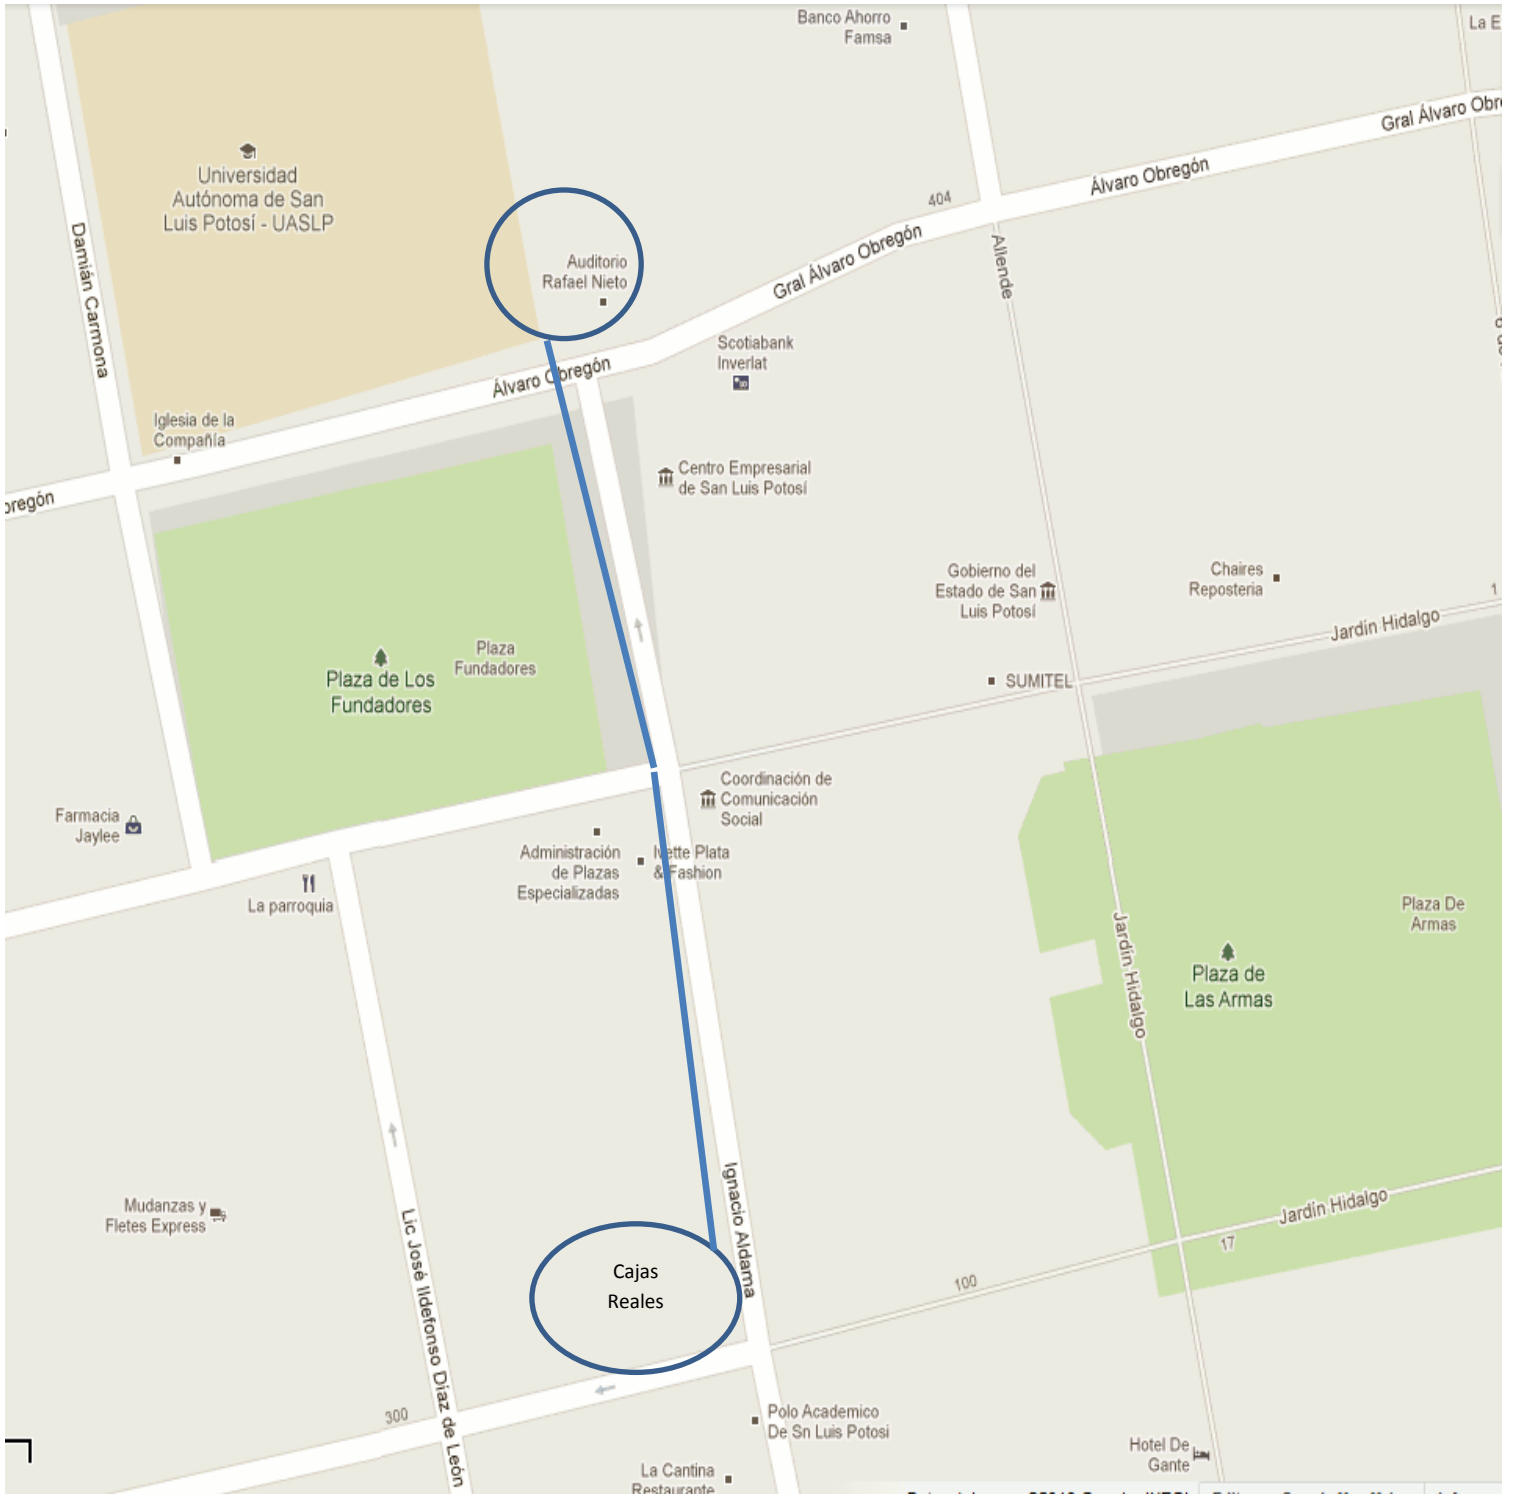 Banco Ahorro
Famsa
La E
Gral Álvaro Obre
Álvaro Obregón
404
Gral Álvaro Obregón
Allende
Universidad
Autónoma de San
Luis Potosí - UASLP
Damián Carmona
Auditorio
Rafael Nieto
Scotiabank
Inverlat
Álvaro Obregón
Iglesia de la
Compañía
bregón
Centro Empresarial
de San Luis Potosí
Gobierno del
Estado de San
Luis Potosí
Chaires
Reposteria
1
Jardín Hidalgo
SUMITEL
Plaza
Fundadores
Plaza de Los
Fundadores
Coordinación de
Comunicación
Social
Farmacia
Jaylee
Administración
de Plazas
Especializadas
Ivette Plata
& Fashion
La parroquia
Plaza De
Armas
Jardín Hidalgo
Plaza de
Las Armas
Ignacio Aldama
Jardín Hidalgo
17
Mudanzas y
Fletes Express
Lic José Ildefonso Díaz de León
Cajas
Reales
100
300
Polo Academico
De Sn Luis Potosi
Hotel De
Gante
La Cantina
Restaurante